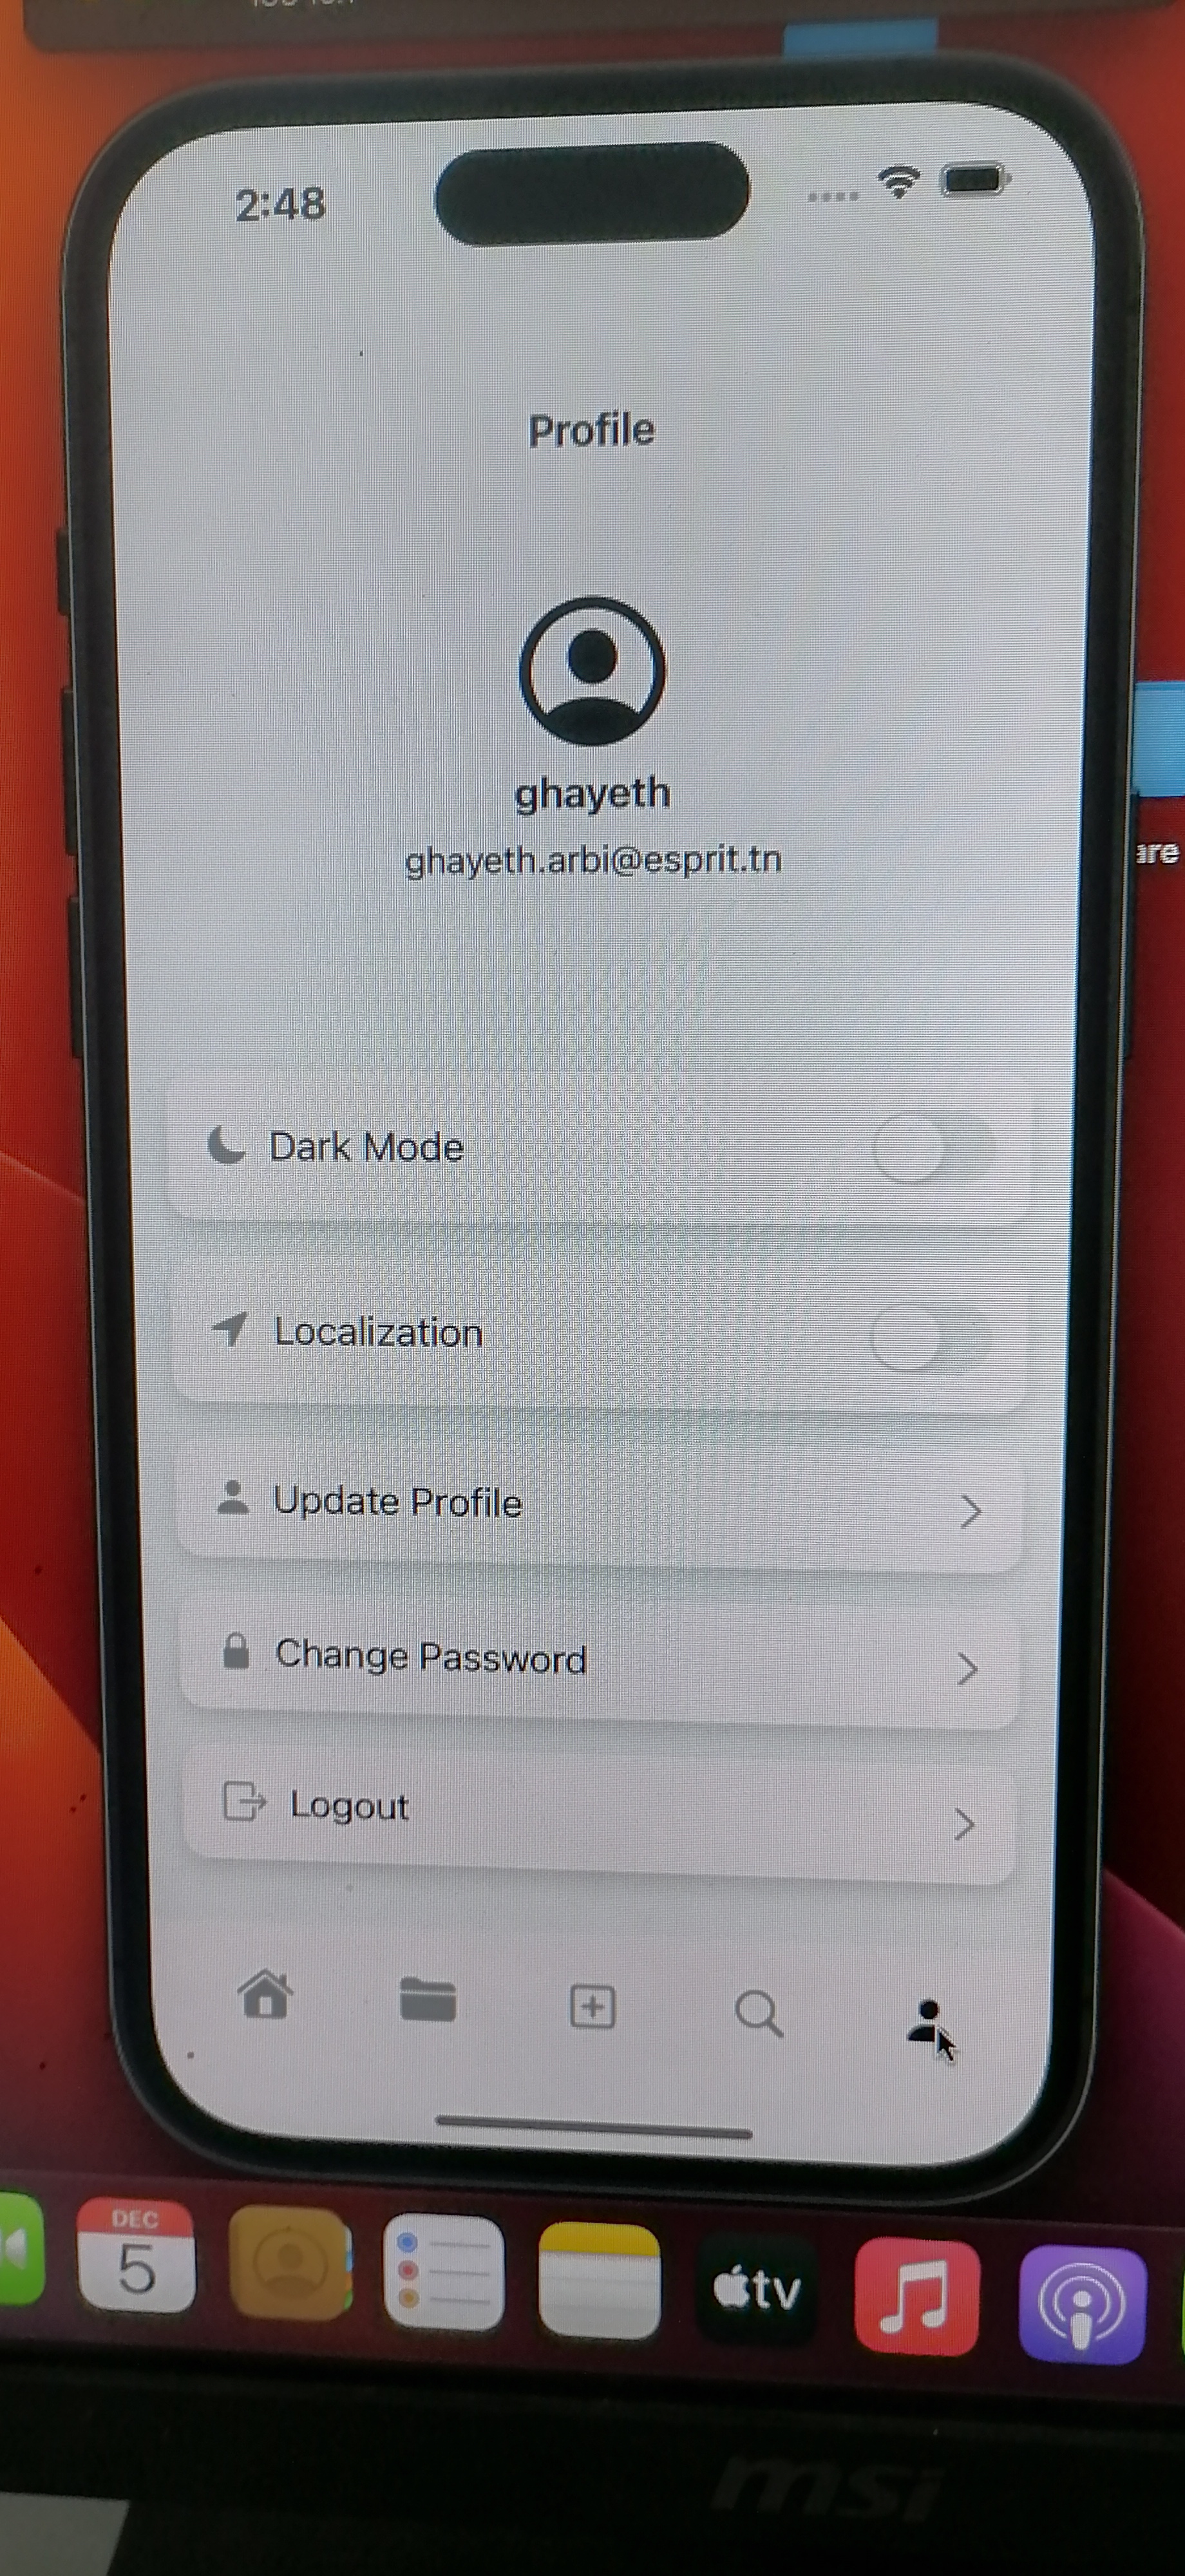 2:48
Profile
ghayeth
ghayeth.arbi@esprit.tn
are
Dark Mode
Localization
Update Profile
Change Password
Logout
DEC
5
tv
msi